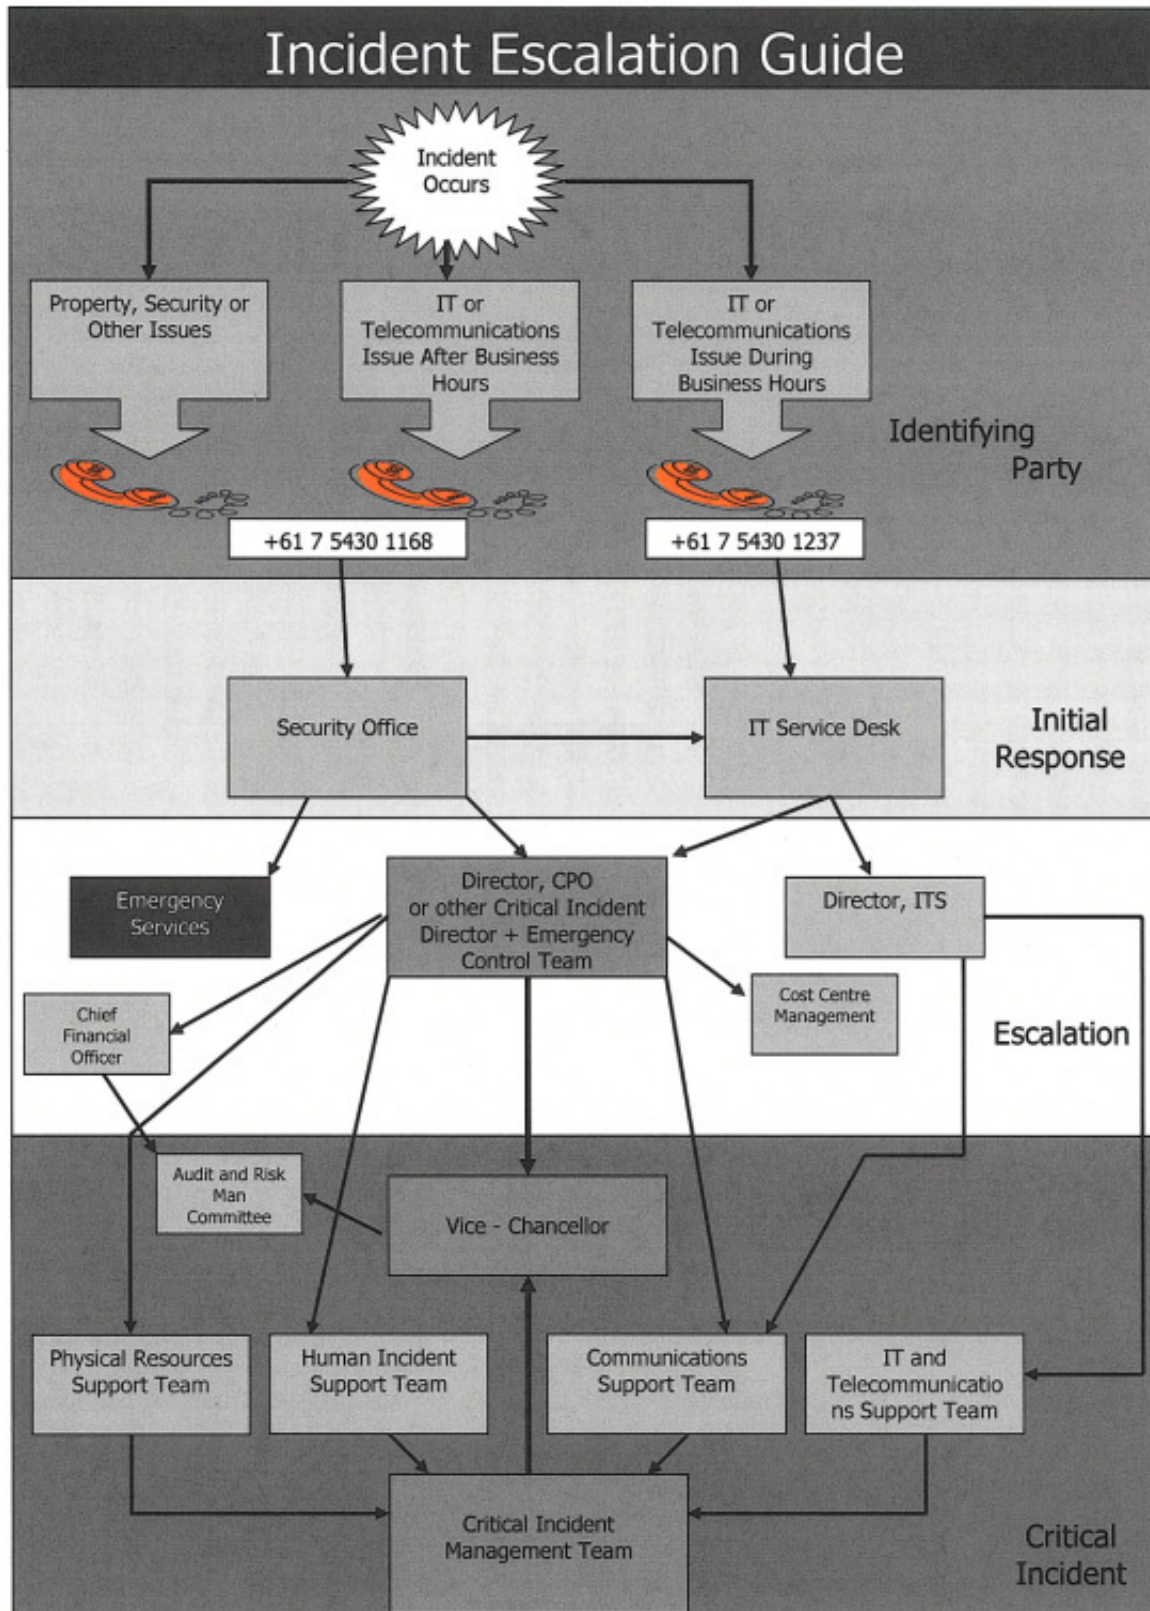 Incident Escalation Guide
Incident
Occurs
Property, Security or
Other Issues
IT or
Telecommunications
Issue After Business
Hours
IT or
Telecommunications
Issue During
Business Hours
Identifying
Party
+61 7 5430 1168
+61 7 5430 1237
Security Office
IT Service Desk
Initial
Response
Emergency
Services
Director, CPO
or other Critical Incident
Director + Emergency
Control Team
Director, ITS
Cost Centre
Management
Chief
Financial
Officer
Escalation
Audit and Risk
Man
Committee
Vice - Chancellor
Physical Resources
Support Team
Human Incident
Support Team
Communications
Support Team
IT and
Telecommunicatio
ns Support Team
Critical Incident
Management Team
Critical
Incident